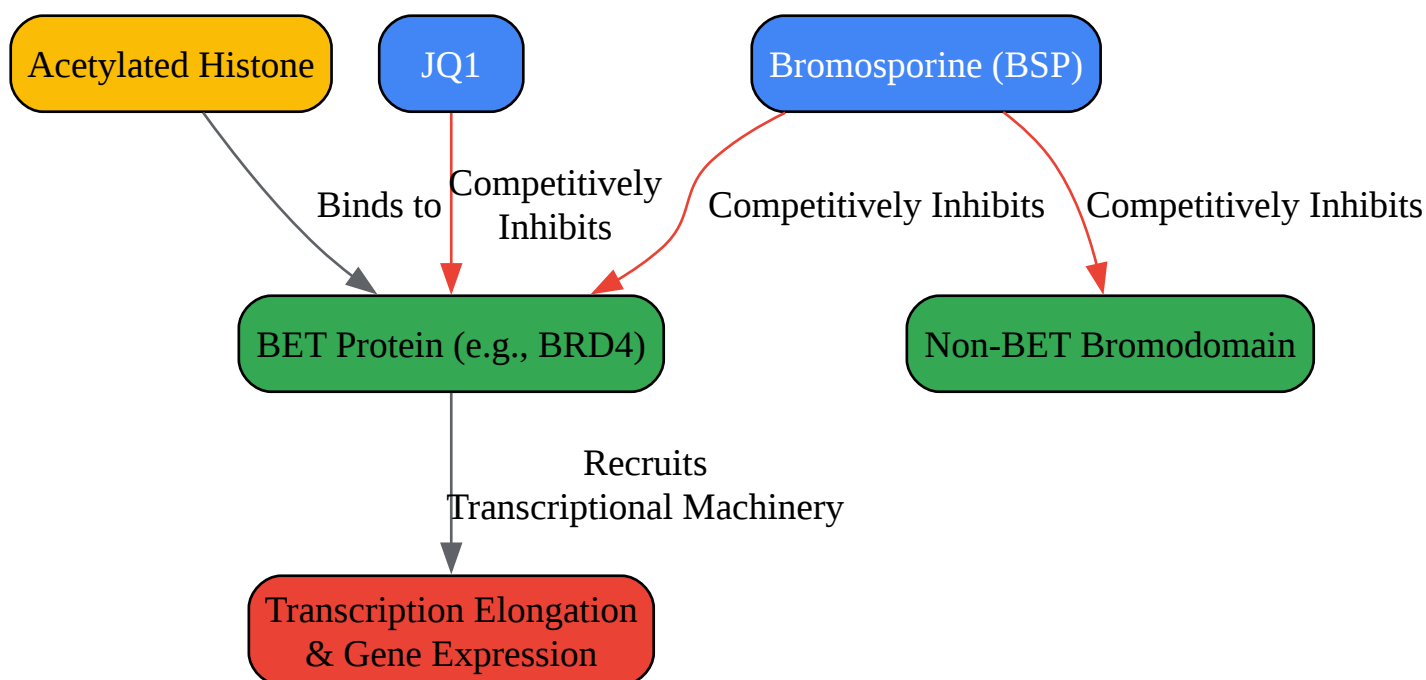 Acetylated Histone
JQ1
Bromosporine (BSP)
Binds to
Competitively
Inhibits
Competitively Inhibits
Competitively Inhibits
BET Protein (e.g., BRD4)
Non-BET Bromodomain
Recruits
Transcriptional Machinery
Transcription Elongation
& Gene Expression